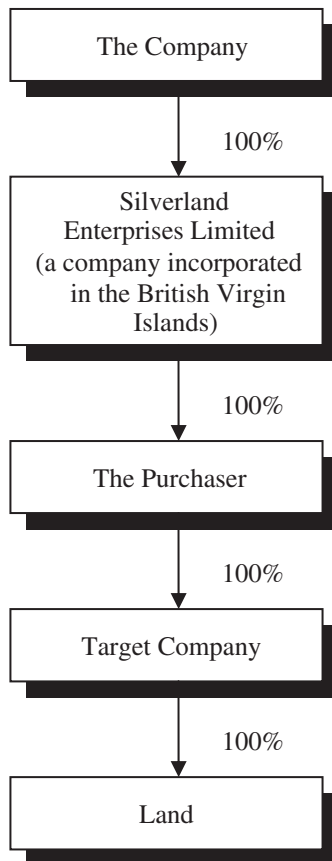 The Company
100%
Silverland
Enterprises Limited
(a company incorporated
in the British Virgin
Islands)
100%
The Purchaser
100%
Target Company
100%
Land